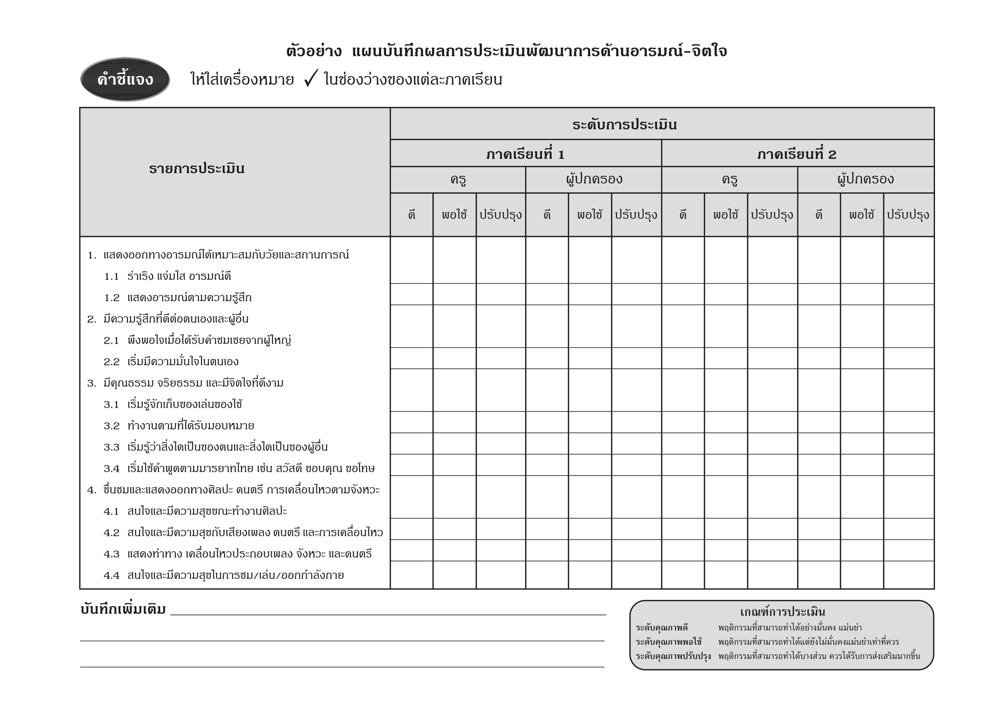 ตัวอย่าง แผนบันทึกผลการประเมินพัฒนาการด้านอารมณ์-จิตใจ
คำชี้แจง ให้ใส่เครื่องหมาย ✓ ในช่องว่างของแต่ละภาคเรียน
รายการประเมิน
ระดับการประเมิน
ภาคเรียนที่ 1 ภาคเรียนที่ 2
ครู ผู้ปกครอง ครู ผู้ปกครอง
ดี พอใช้ ปรับปรุง ดี พอใช้ ปรับปรุง ดี พอใช้ ปรับปรุง ดี พอใช้ ปรับปรุง
1. แสดงออกทางอารมณ์ได้เหมาะสมกับวัยและสถานการณ์
1.1 ร่าเริง แจ่มใส อารมณ์ดี
1.2 แสดงอารมณ์ตามความรู้สึก
2. มีความรู้สึกที่ดีต่อตนเองและผู้อื่น
2.1 พึงพอใจเมื่อได้รับคำชมเชยจากผู้ใหญ่
2.2 เริ่มมีความมั่นใจในตนเอง
3. มีคุณธรรม จริยธรรม และมีจิตใจที่ดีงาม
3.1 เริ่มรู้จักเก็บของเล่นของใช้
3.2 ทำงานตามที่ได้รับมอบหมาย
3.3 เริ่มรู้ว่าสิ่งใดเป็นของตนและสิ่งใดเป็นของผู้อื่น
3.4 เริ่มใช้คำพูดตามมารยาทไทย เช่น สวัสดี ขอบคุณ ขอโทษ
4. ชื่นชมและแสดงออกทางศิลปะ ดนตรี การเคลื่อนไหวตามจังหวะ
4.1 สนใจและมีความสุขขณะทำงานศิลปะ
4.2 สนใจและมีความสุขกับเสียงเพลง ดนตรี และการเคลื่อนไหว
4.3 แสดงท่าทาง เคลื่อนไหวประกอบเพลง จังหวะ และดนตรี
4.4 สนใจและมีความสุขในการชม/เล่น/ออกกำลังกาย
บันทึกเพิ่มเติม
เกณฑ์การประเมิน
ระดับคุณภาพดี พฤติกรรมที่สามารถทำได้อย่างมั่นคง แม่นยำ
ระดับคุณภาพพอใช้ พฤติกรรมที่สามารถทำได้แต่ยังไม่มั่นคงแม่นยำเท่าที่ควร
ระดับคุณภาพปรับปรุง พฤติกรรมที่สามารถทำได้บางส่วน ควรได้รับการส่งเสริมมากขึ้น